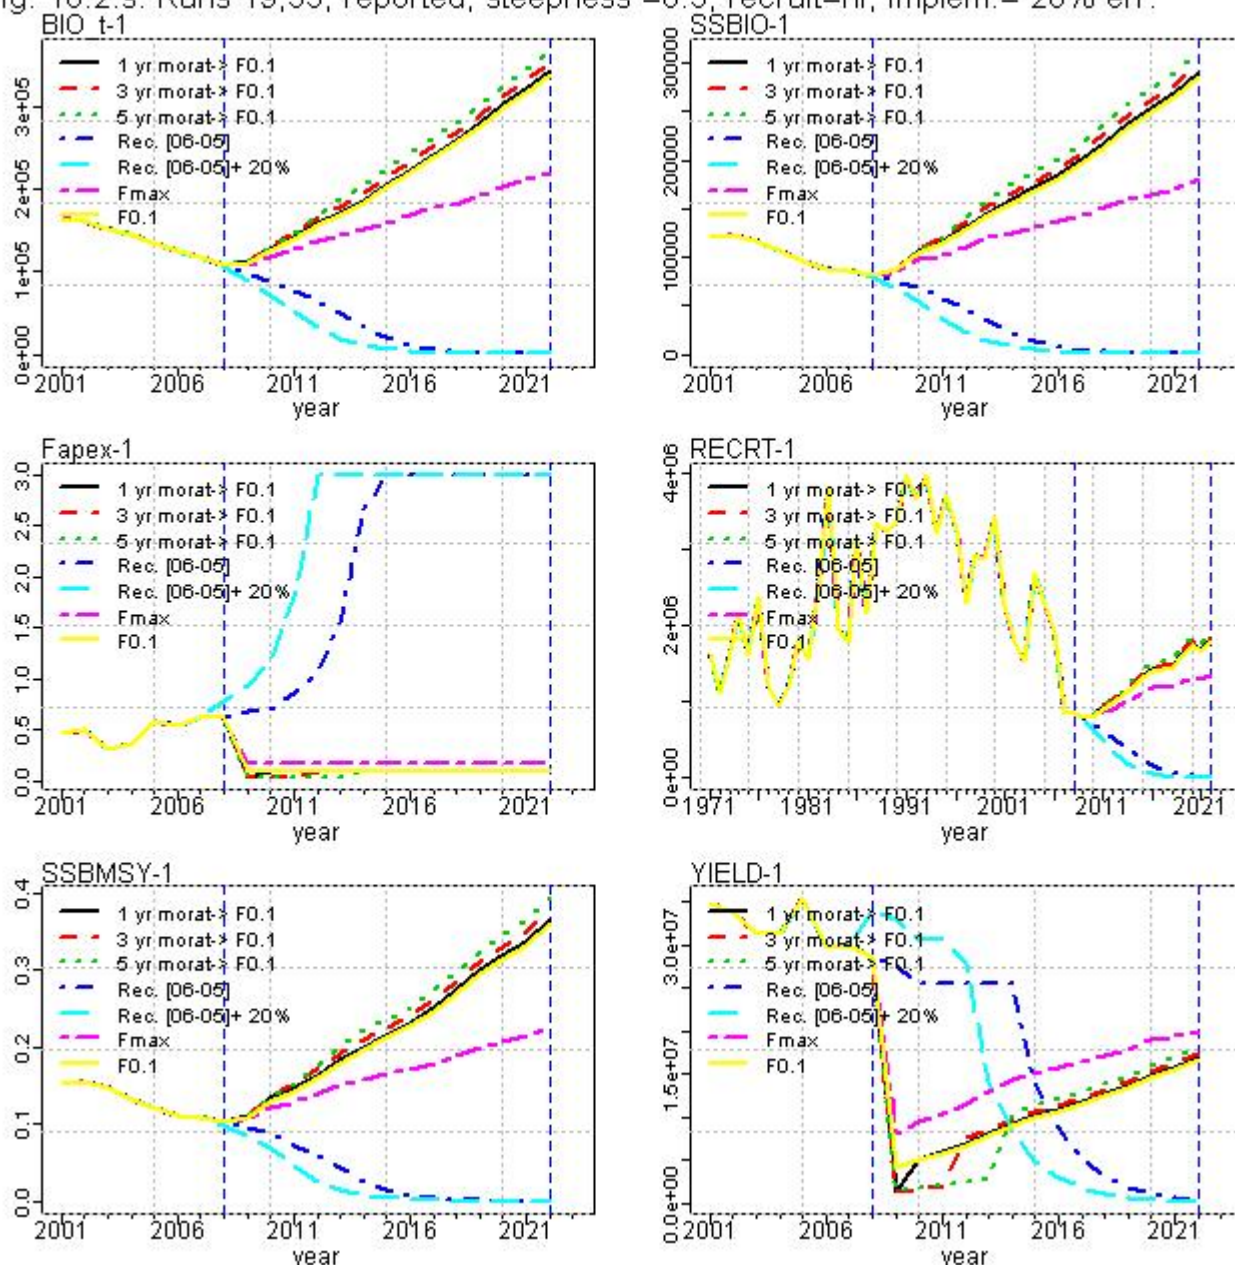 Runs 19,35, reported, steepness =0.5, recruit=hi, implem.= 20% err.
BIO_t-1
1 yr morat-> F0.1
3 yr morat-> F0.1
5 yr morat-> F0.1
Rec. [06-05]
Rec. [06-05]+ 20%
Fmax
F0.1
0e+00 1e+05 2e+05 3e+05
2001 2006 2011 2016 2021
year
SSBIO-1
1 yr morat-> F0.1
3 yr morat-> F0.1
5 yr morat-> F0.1
Rec. [06-05]
Rec. [06-05]+ 20%
Fmax
F0.1
0 100000 200000 300000
2001 2006 2011 2016 2021
year
Fapex-1
1 yr morat-> F0.1
3 yr morat-> F0.1
5 yr morat-> F0.1
Rec. [06-05]
Rec. [06-05]+ 20%
Fmax
F0.1
0.0 0.5 1.0 1.5 2.0 2.5 3.0
2001 2006 2011 2016 2021
year
RECRT-1
1 yr morat-> F0.1
3 yr morat-> F0.1
5 yr morat-> F0.1
Rec. [06-05]
Rec. [06-05]+ 20%
Fmax
F0.1
0e+00 2e+06 4e+06
1971 1981 1991 2001 2011 2021
year
SSBMSY-1
1 yr morat-> F0.1
3 yr morat-> F0.1
5 yr morat-> F0.1
Rec. [06-05]
Rec. [06-05]+ 20%
Fmax
F0.1
0.0 0.1 0.2 0.3 0.4
2001 2006 2011 2016 2021
year
YIELD-1
1 yr morat-> F0.1
3 yr morat-> F0.1
5 yr morat-> F0.1
Rec. [06-05]
Rec. [06-05]+ 20%
Fmax
F0.1
0.0e+00 1.5e+07 3.0e+07
2001 2006 2011 2016 2021
year